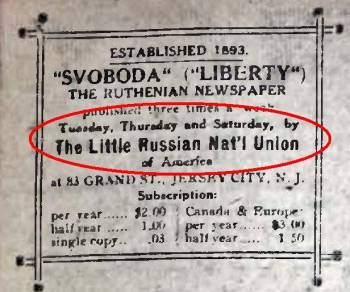 ESTABLISHED 1893.
"SVOBODA" ("LIBERTY")
THE RUTHENIAN NEWSPAPER
published three times a week
Tuesday, Thursday and Saturday, by
The Little Russian Nat'l Union
of America
at 83 GRAND ST., JERSEY CITY, N. J.
Subscription:
per year ..... $2.00 Canada & Europe:
half year ..... 1.00 per year ..... $3.00
single copy.. .03 half year ..... 1.50